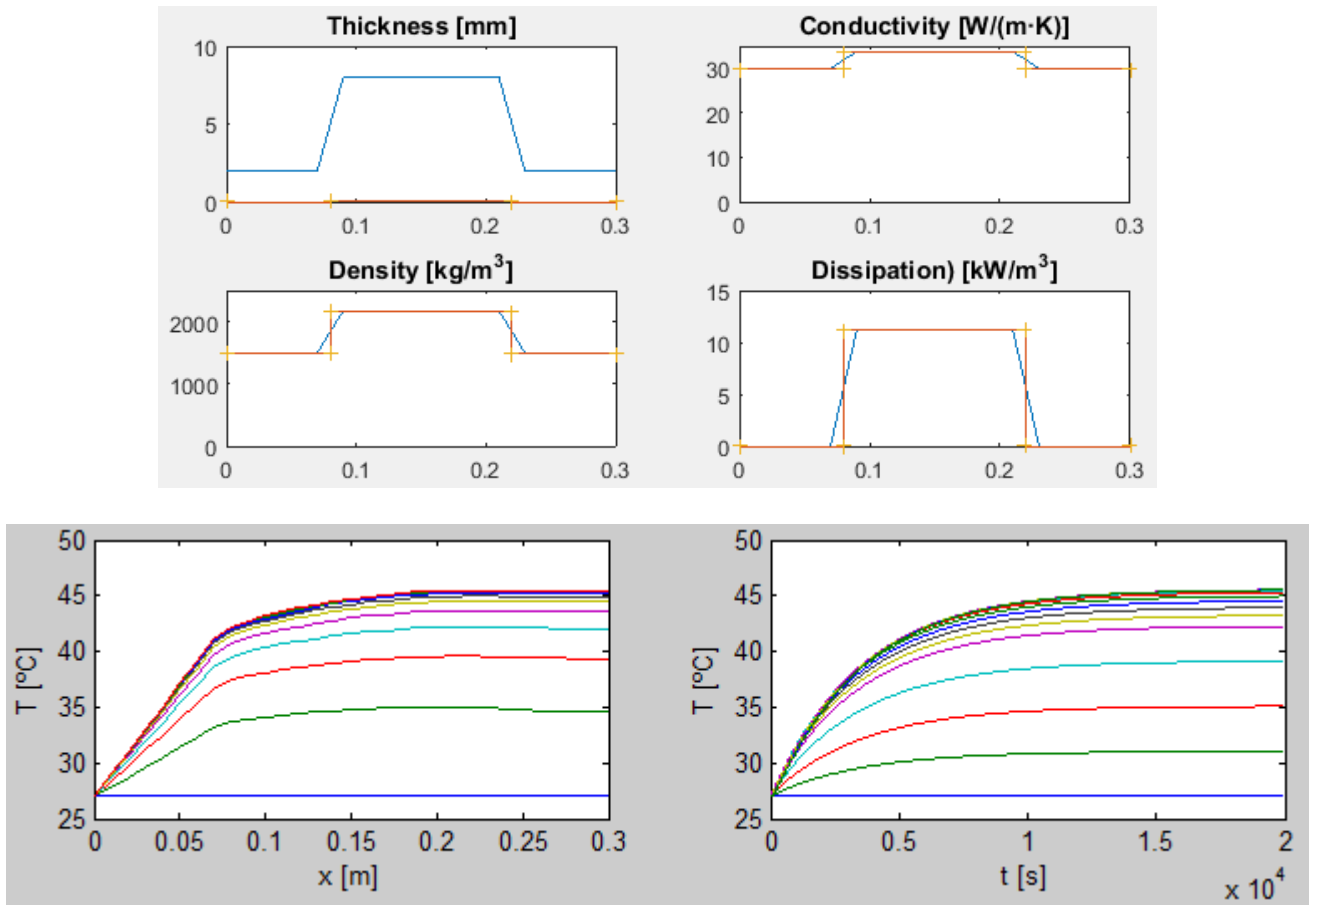 Thickness [mm]
10
5
0
0 0.1 0.2 0.3
Conductivity [W/(m·K)]
30
20
10
0
0 0.1 0.2 0.3
Density [kg/m³]
2000
1000
0
0 0.1 0.2 0.3
Dissipation) [kW/m³]
15
10
5
0
0 0.1 0.2 0.3
50
45
40
35
30
25
T [ºC]
0 0.05 0.1 0.15 0.2 0.25 0.3
x [m]
50
45
40
35
30
25
T [ºC]
0 0.5 1 1.5 2
t [s]
x 10⁴